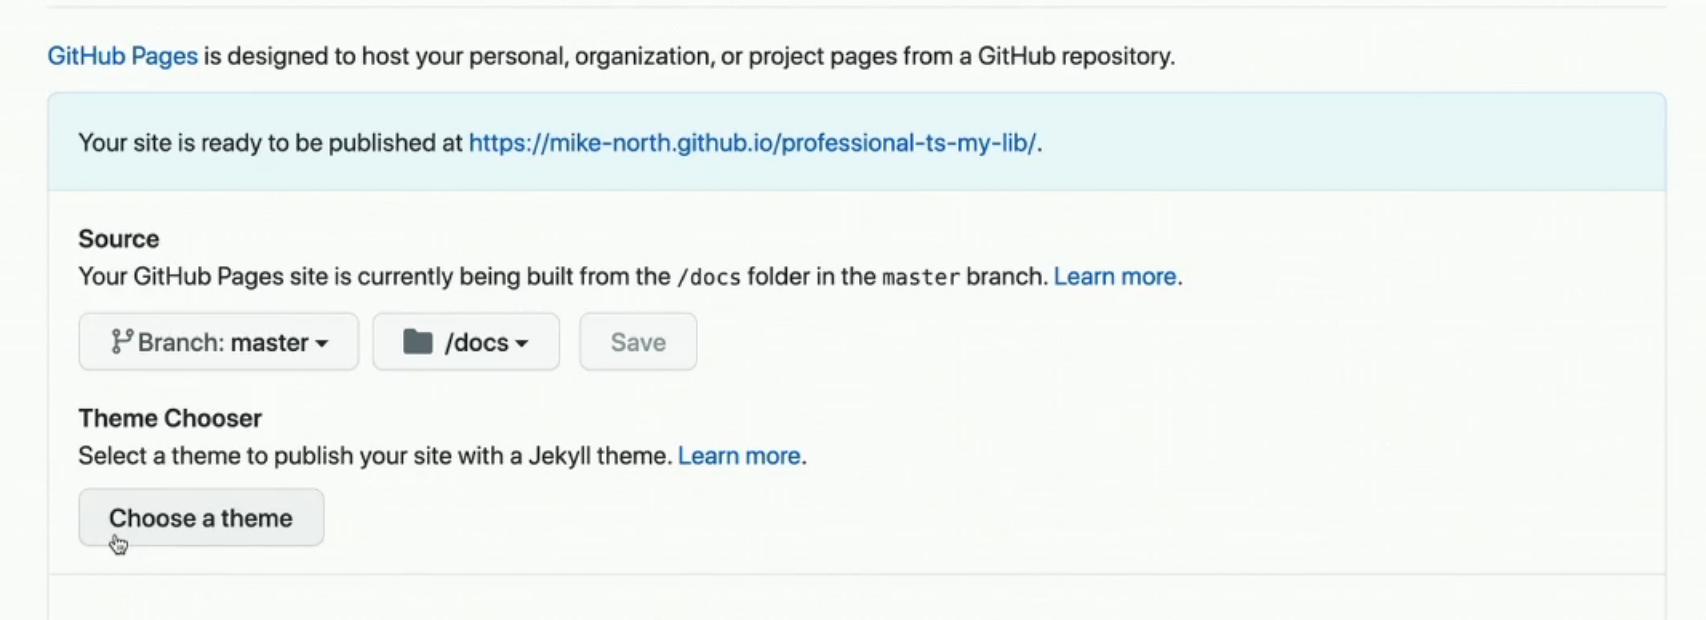 GitHub Pages is designed to host your personal, organization, or project pages from a GitHub repository.
Your site is ready to be published at https://mike-north.github.io/professional-ts-my-lib/.
Source
Your GitHub Pages site is currently being built from the /docs folder in the master branch. Learn more.
Branch: master /docs Save
Theme Chooser
Select a theme to publish your site with a Jekyll theme. Learn more.
Choose a theme